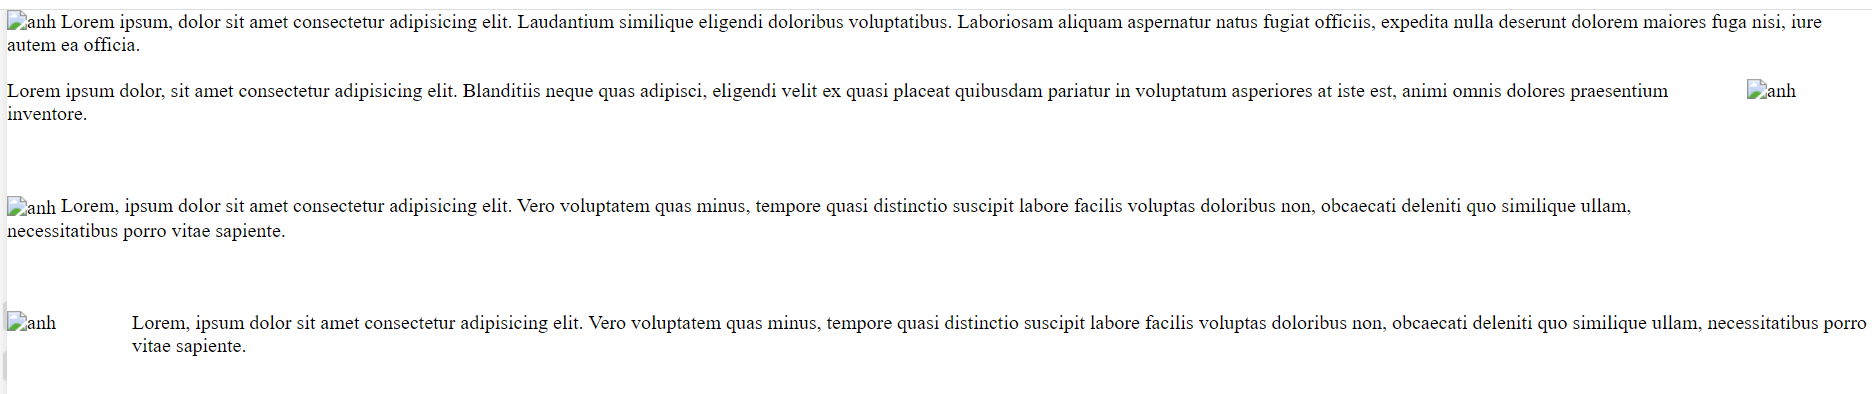 anh Lorem ipsum, dolor sit amet consectetur adipisicing elit. Laudantium similique eligendi doloribus voluptatibus. Laboriosam aliquam aspernatur natus fugiat officiis, expedita nulla deserunt dolorem maiores fuga nisi, iure
autem ea officia.
Lorem ipsum dolor, sit amet consectetur adipisicing elit. Blanditiis neque quas adipisci, eligendi velit ex quasi placeat quibusdam pariatur in voluptatum asperiores at iste est, animi omnis dolores praesentium anh
inventore.
anh Lorem, ipsum dolor sit amet consectetur adipisicing elit. Vero voluptatem quas minus, tempore quasi distinctio suscipit labore facilis voluptas doloribus non, obcaecati deleniti quo similique ullam,
necessitatibus porro vitae sapiente.
anh Lorem, ipsum dolor sit amet consectetur adipisicing elit. Vero voluptatem quas minus, tempore quasi distinctio suscipit labore facilis voluptas doloribus non, obcaecati deleniti quo similique ullam, necessitatibus porro
vitae sapiente.